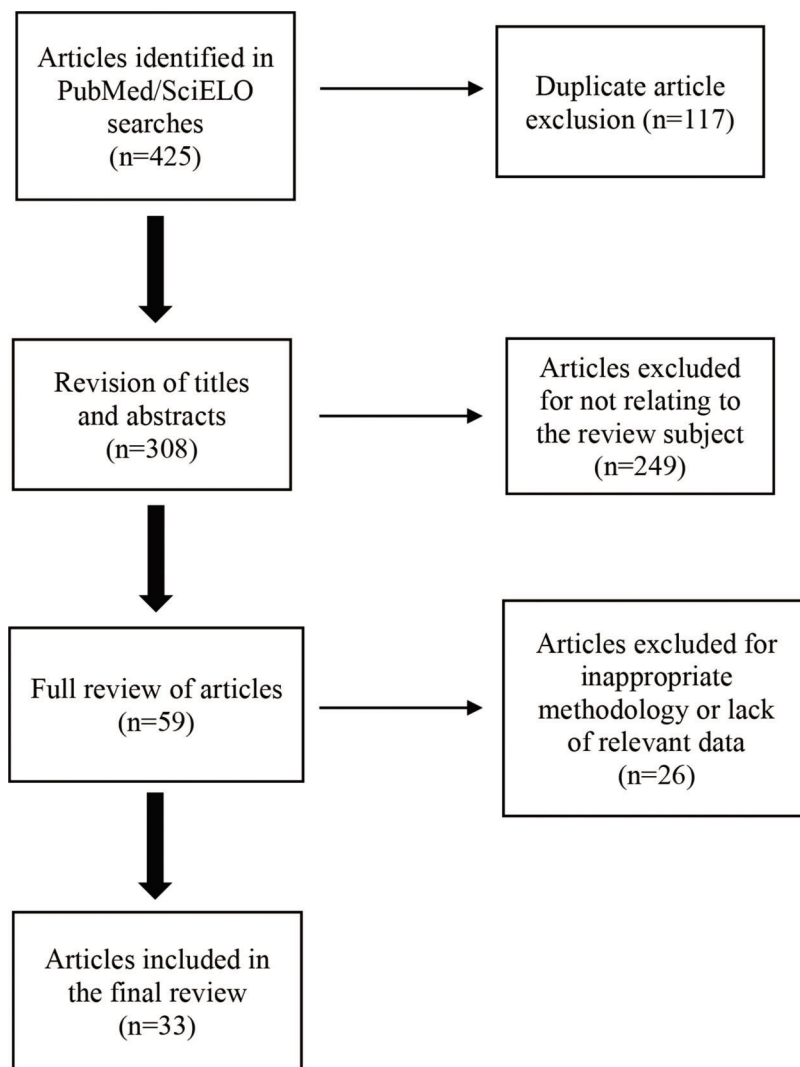 Articles identified in
PubMed/SciELO
searches
(n=425)
Duplicate article
exclusion (n=117)
Revision of titles
and abstracts
(n=308)
Articles excluded
for not relating to
the review subject
(n=249)
Full review of articles
(n=59)
Articles excluded for
inappropriate
methodology or lack
of relevant data
(n=26)
Articles included in
the final review
(n=33)